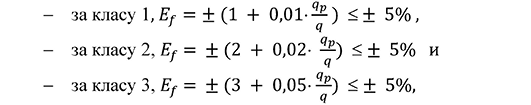 – за класу 1, E_f = ± (1 + 0,01· q_p/q ) ≤ ± 5% ,
– за класу 2, E_f = ± (2 + 0,02· q_p/q) ≤ ± 5% и
– за класу 3, E_f = ± (3 + 0,05· q_p/q) ≤ ± 5%,